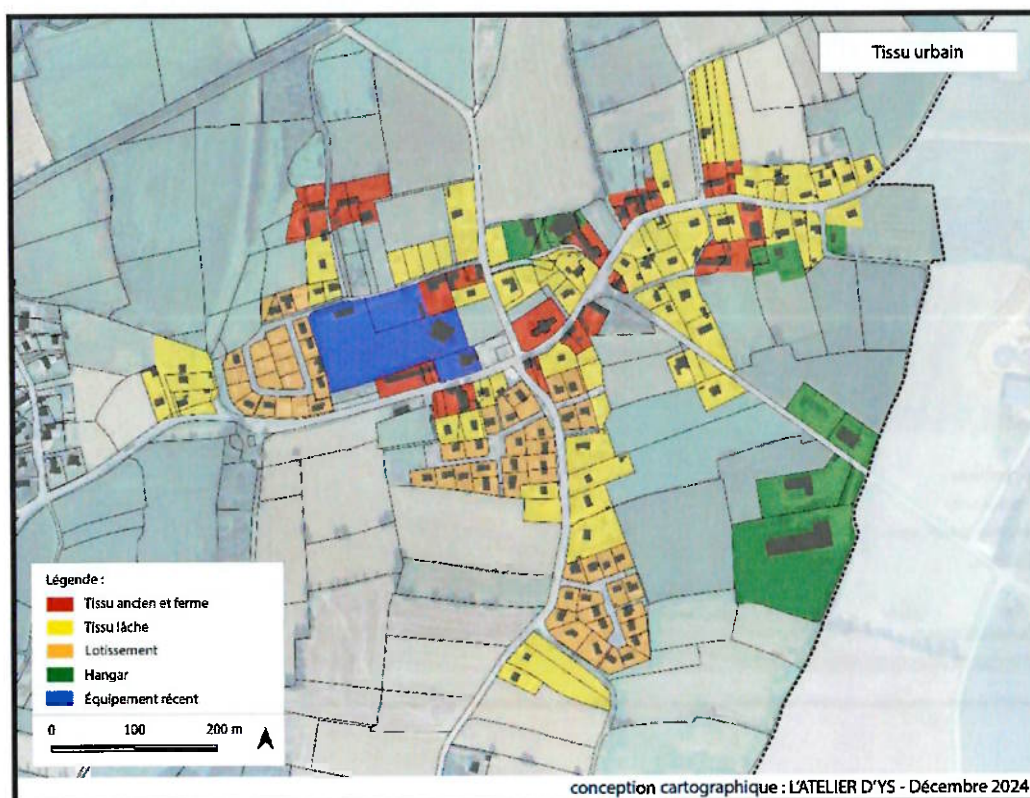 Tissu urbain
Légende :
Tissu ancien et ferme
Tissu lâche
Lotissement
Hangar
Équipement récent
0 100 200 m
conception cartographique : L'ATELIER D'YS - Décembre 2024